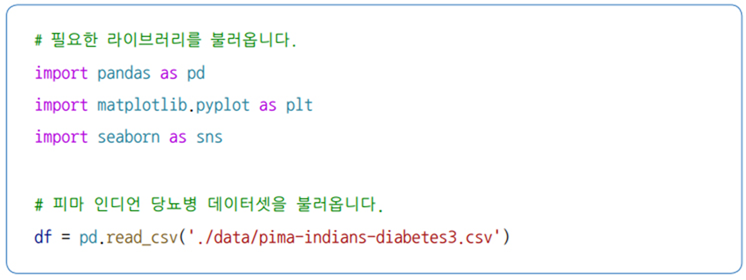 # 필요한 라이브러리를 불러옵니다.
import pandas as pd
import matplotlib.pyplot as plt
import seaborn as sns
# 피마 인디언 당뇨병 데이터셋을 불러옵니다.
df = pd.read_csv('./data/pima-indians-diabetes3.csv')